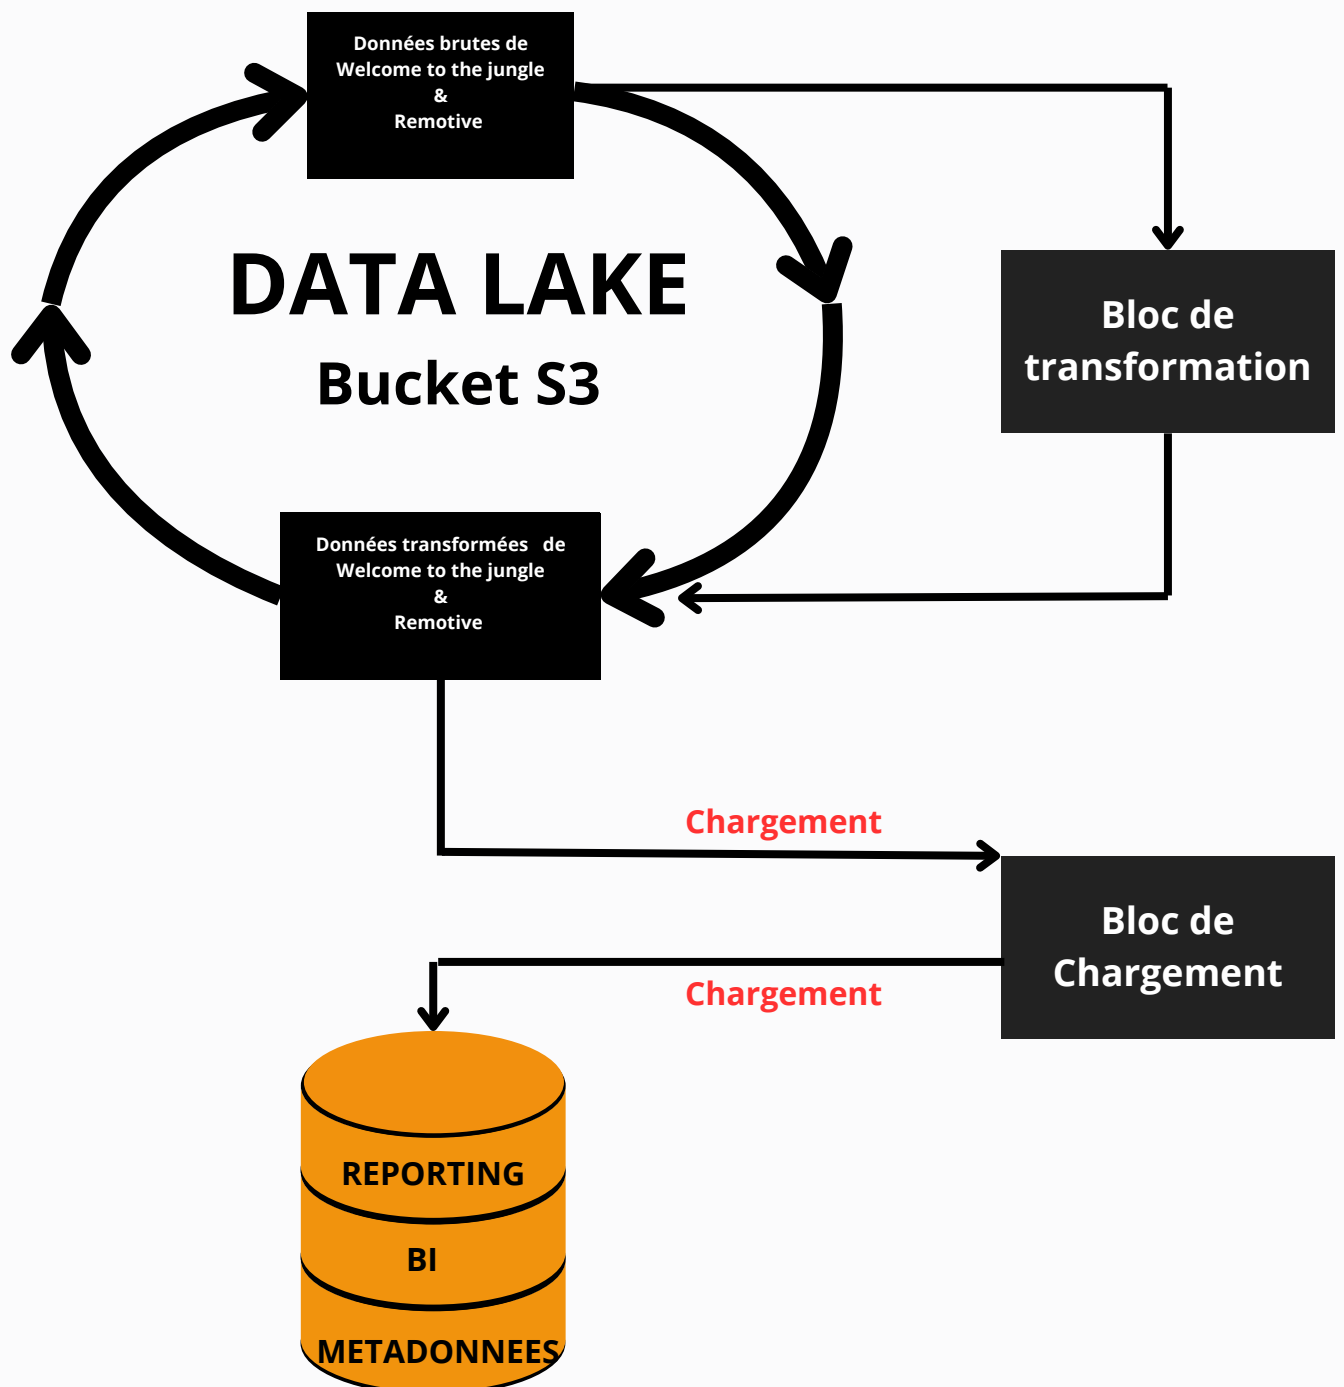 Données brutes de
Welcome to the jungle
&
Remotive
DATA LAKE
Bucket S3
Bloc de
transformation
Données transformées de
Welcome to the jungle
&
Remotive
Chargement
Bloc de
Chargement
Chargement
REPORTING
BI
METADONNEES